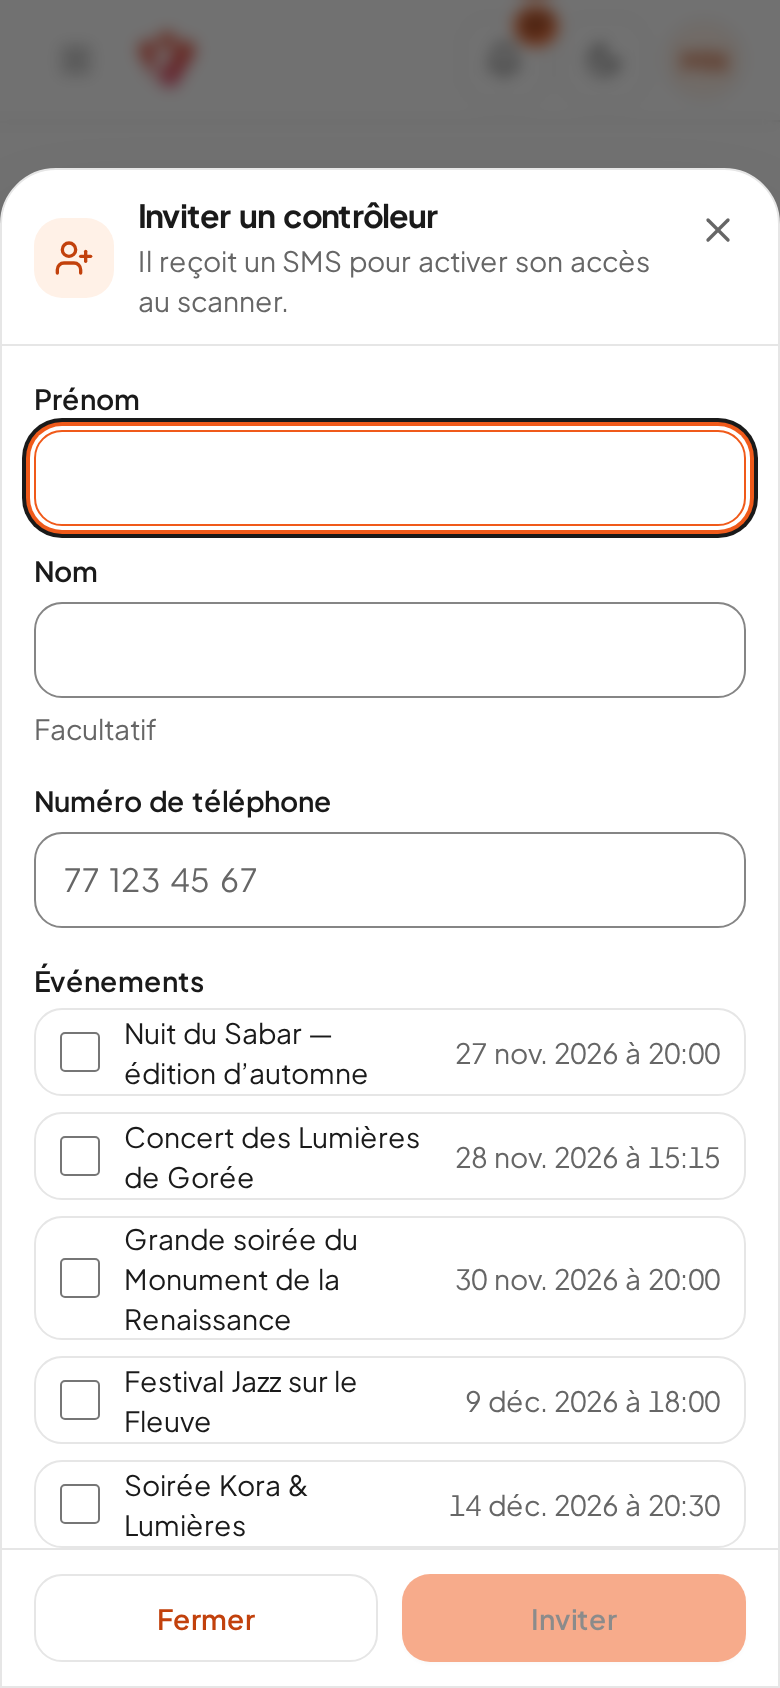 Inviter un contrôleur
Il reçoit un SMS pour activer son accès
au scanner.
Prénom
Nom
Facultatif
Numéro de téléphone
77 123 45 67
Événements
Nuit du Sabar —
édition d’automne
27 nov. 2026 à 20:00
Concert des Lumières
de Gorée
28 nov. 2026 à 15:15
Grande soirée du
Monument de la
Renaissance
30 nov. 2026 à 20:00
Festival Jazz sur le
Fleuve
9 déc. 2026 à 18:00
Soirée Kora &
Lumières
14 déc. 2026 à 20:30
Fermer
Inviter